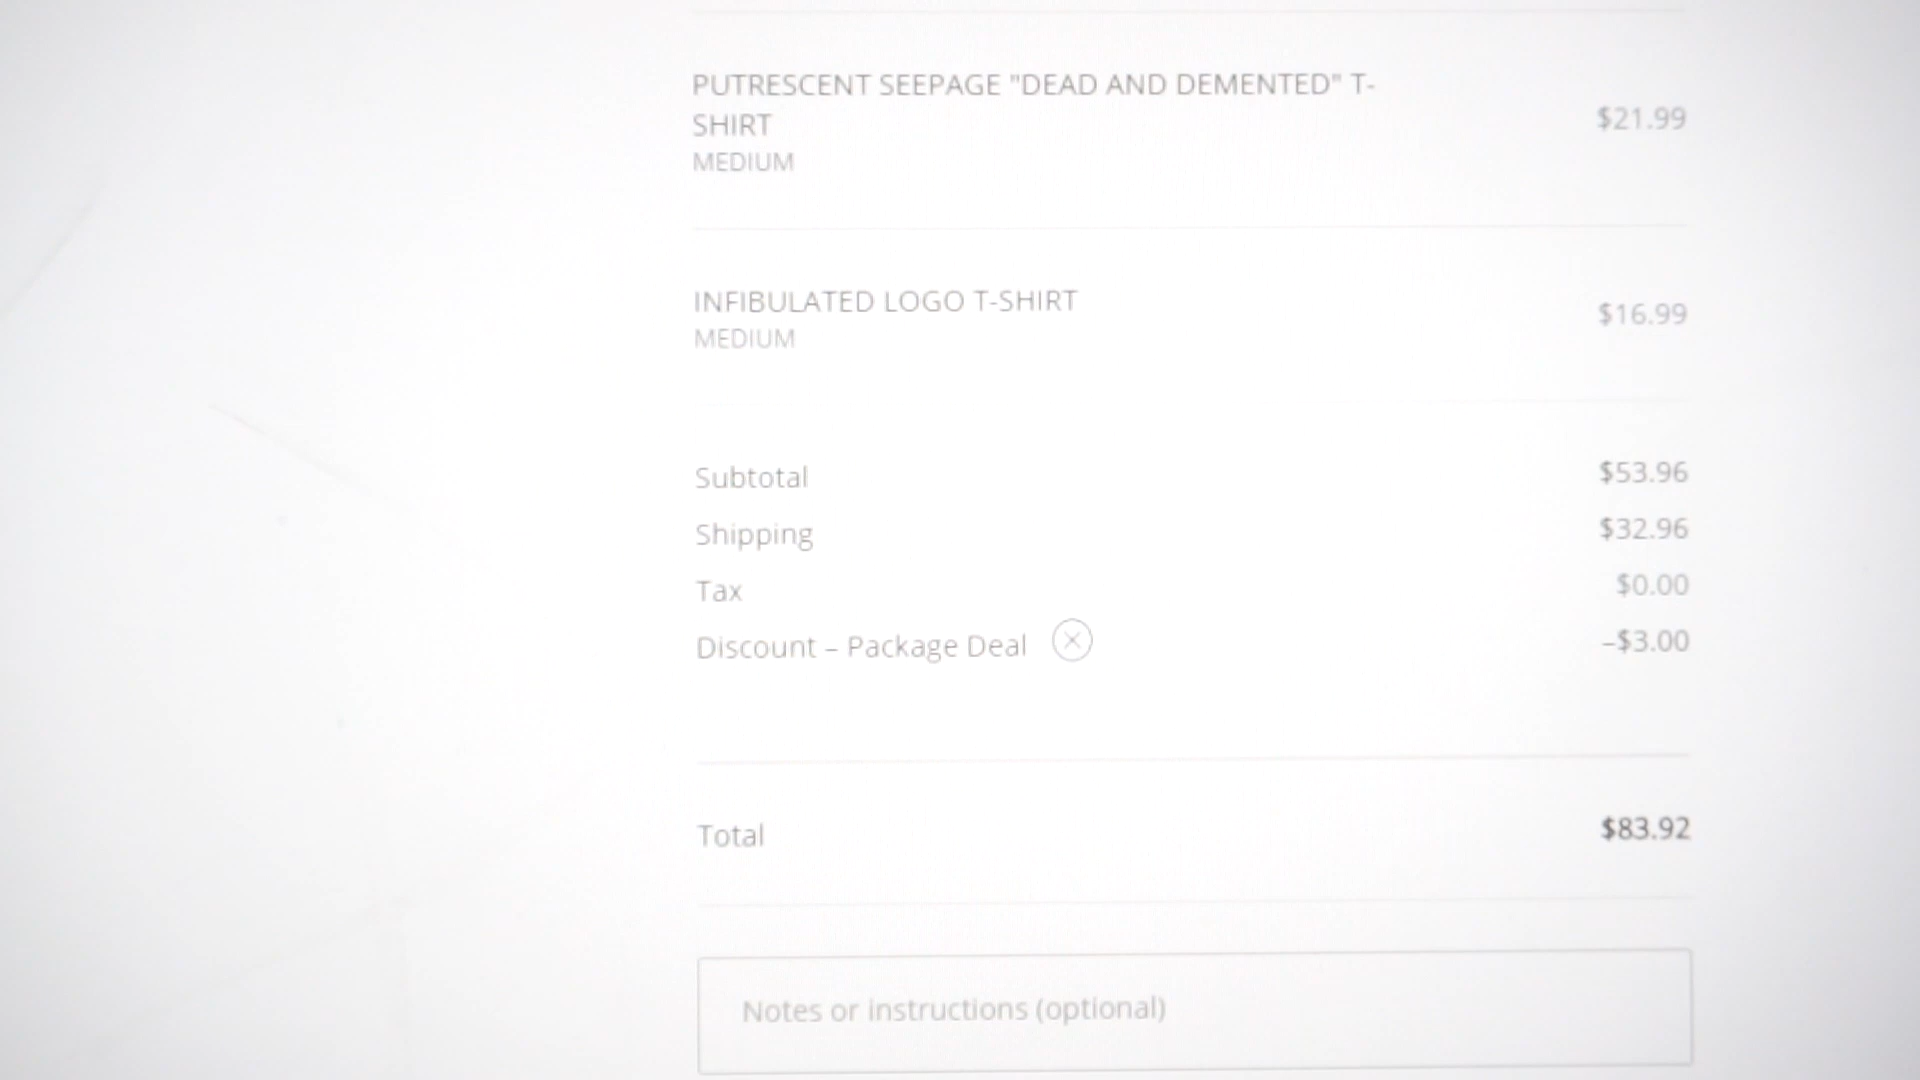 PUTRESCENT SEEPAGE "DEAD AND DEMENTED" T-
SHIRT
MEDIUM
$21.99
INFIBULATED LOGO T-SHIRT
MEDIUM
$16.99
Subtotal
$53.96
Shipping
$32.96
Tax
$0.00
Discount – Package Deal
–$3.00
Total
$83.92
Notes or instructions (optional)